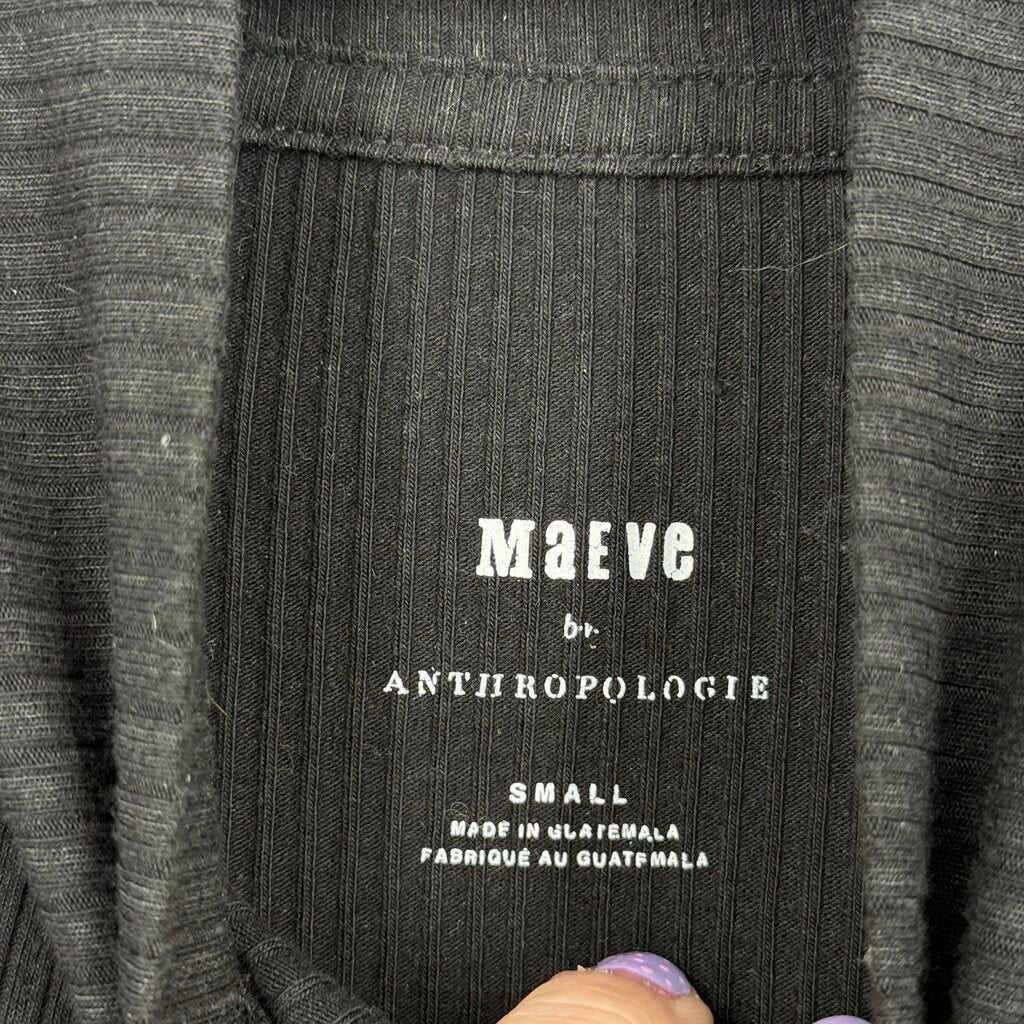 MaEVe
by
ANTHROPOLOGIE
SMALL
MADE IN GUATEMALA
FABRIQUÉ AU GUATEMALA